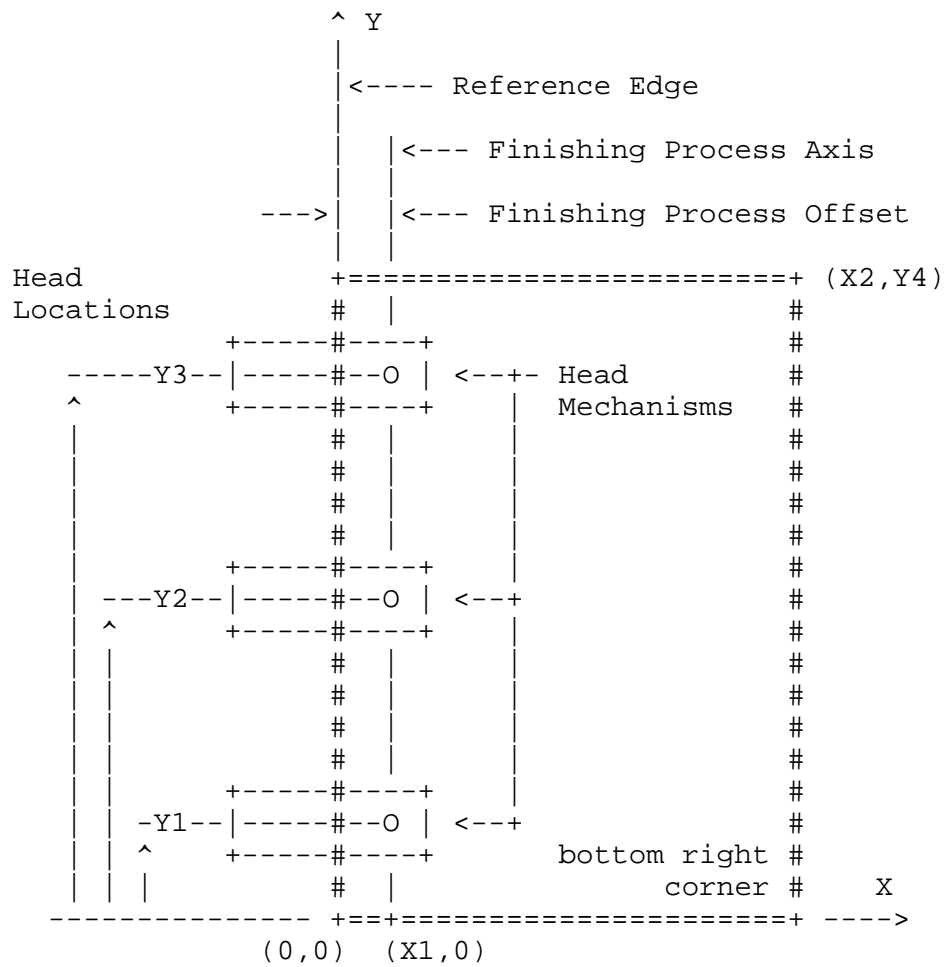 ^ Y
|
|<---- Reference Edge
|
|   |<--- Finishing Process Axis
|   |
--->|   |<--- Finishing Process Offset
|   |
Head +=========================+ (X2,Y4)
Locations # | #
+-----#----+ #
-----Y3--|-----#--O | <--+- Head #
^ +-----#----+ | Mechanisms #
| # | | #
| # | | #
| # | | #
| # | | #
| +-----#----+ | #
| ---Y2--|-----#--O | <--+ #
| ^ +-----#----+ | #
| | # | | #
| | # | | #
| | # | | #
| | # | | #
| | +-----#----+ | #
| | -Y1--|-----#--O | <--+ #
| | ^ +-----#----+ bottom right #
| | | # | corner # X
--------------- +==+======================+ ---->
(0,0) (X1,0)